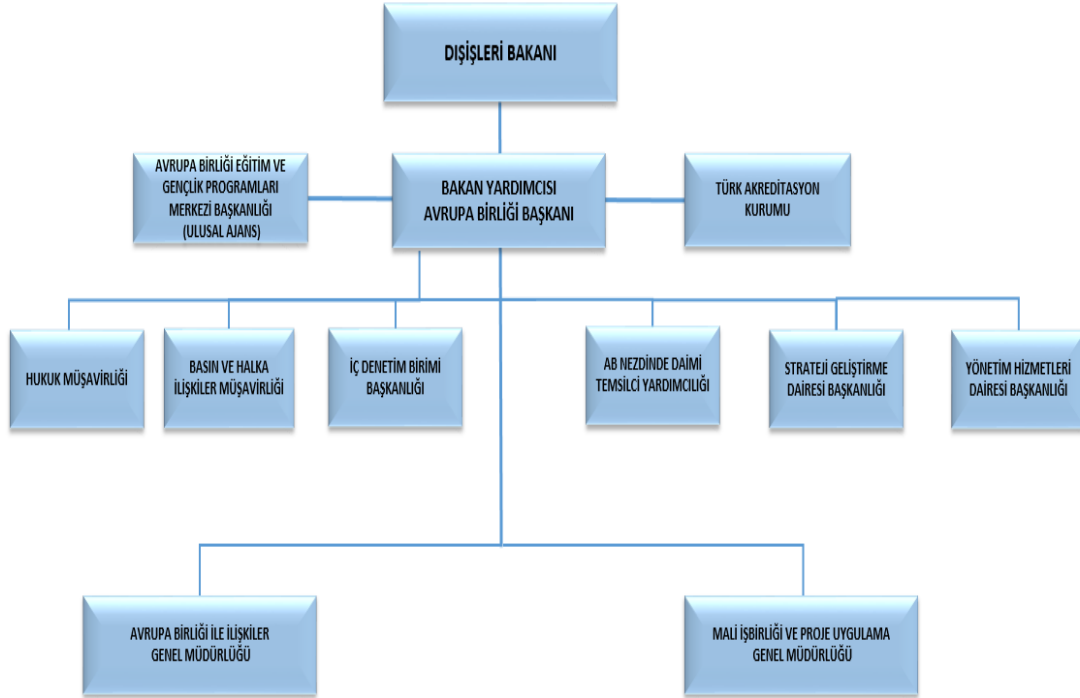 DIŞİŞLERİ BAKANI
AVRUPA BİRLİĞİ EĞİTİM VE
GENÇLİK PROGRAMLARI
MERKEZİ BAŞKANLIĞI
(ULUSAL AJANS)
BAKAN YARDIMCISI
AVRUPA BİRLİĞİ BAŞKANI
TÜRK AKREDİTASYON
KURUMU
HUKUK MÜŞAVİRLİĞİ
BASIN VE HALKA
İLİŞKİLER MÜŞAVİRLİĞİ
İÇ DENETİM BİRİMİ
BAŞKANLIĞI
AB NEZDİNDE DAİMİ
TEMSİLCİ YARDIMCILIĞI
STRATEJİ GELİŞTİRME
DAİRESİ BAŞKANLIĞI
YÖNETİM HİZMETLERİ
DAİRESİ BAŞKANLIĞI
AVRUPA BİRLİĞİ İLE İLİŞKİLER
GENEL MÜDÜRLÜĞÜ
MALİ İŞBİRLİĞİ VE PROJE UYGULAMA
GENEL MÜDÜRLÜĞÜ